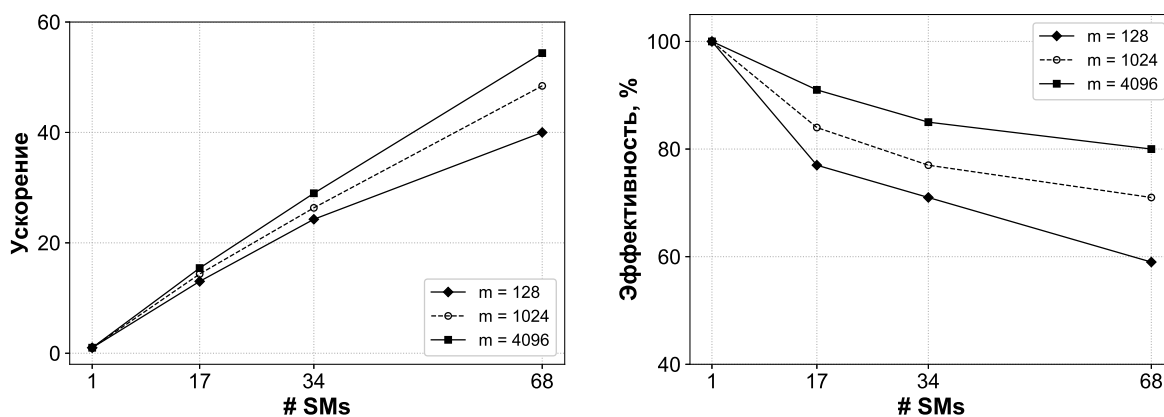 60
40
20
0
Ускорение
1 17 34 68
# SMs
m = 128
m = 1024
m = 4096
100
80
60
40
Эффективность, %
1 17 34 68
# SMs
m = 128
m = 1024
m = 4096